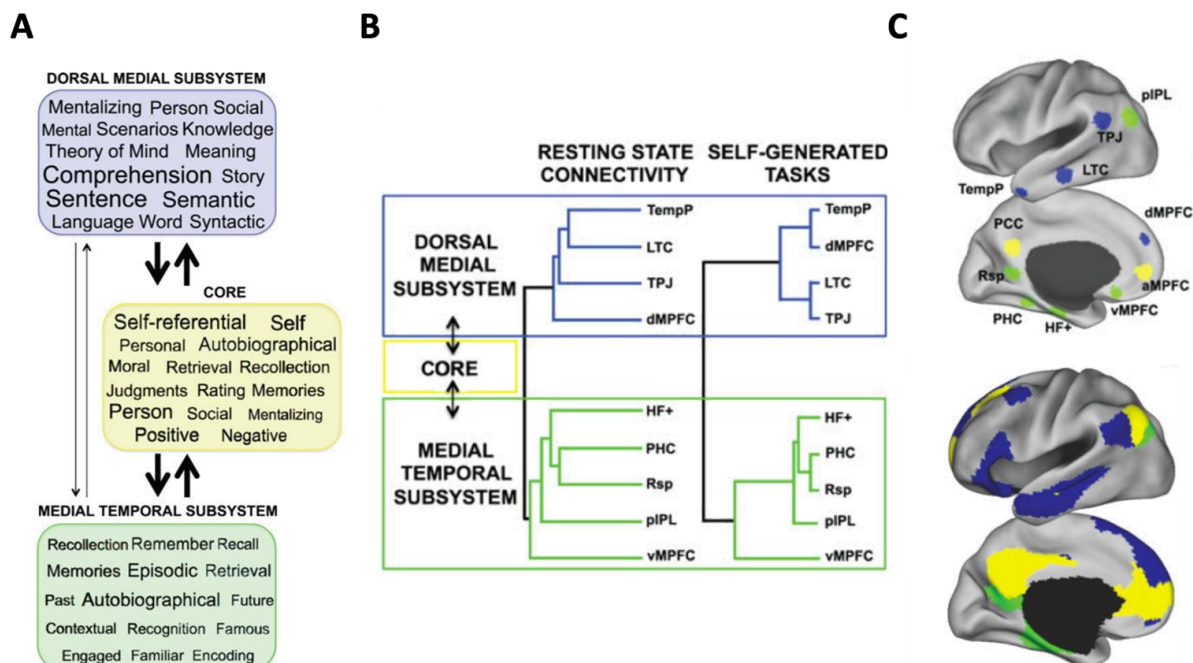 A
DORSAL MEDIAL SUBSYSTEM
Mentalizing Person Social
Mental Scenarios Knowledge
Theory of Mind Meaning
Comprehension Story
Sentence Semantic
Language Word Syntactic
CORE
Self-referential Self
Personal Autobiographical
Moral Retrieval Recollection
Judgments Rating Memories
Person Social Mentalizing
Positive Negative
MEDIAL TEMPORAL SUBSYSTEM
Recollection Remember Recall
Memories Episodic Retrieval
Past Autobiographical Future
Contextual Recognition Famous
Engaged Familiar Encoding
B
RESTING STATE
CONNECTIVITY
SELF-GENERATED
TASKS
DORSAL
MEDIAL
SUBSYSTEM
TempP
LTC
TPJ
dMPFC
TempP
dMPFC
LTC
TPJ
CORE
MEDIAL
TEMPORAL
SUBSYSTEM
HF+
PHC
Rsp
pIPL
vMPFC
HF+
PHC
Rsp
pIPL
vMPFC
C
pIPL
TPJ
LTC
TempP
dMPFC
PCC
Rsp
aMPFC
vMPFC
PHC
HF+